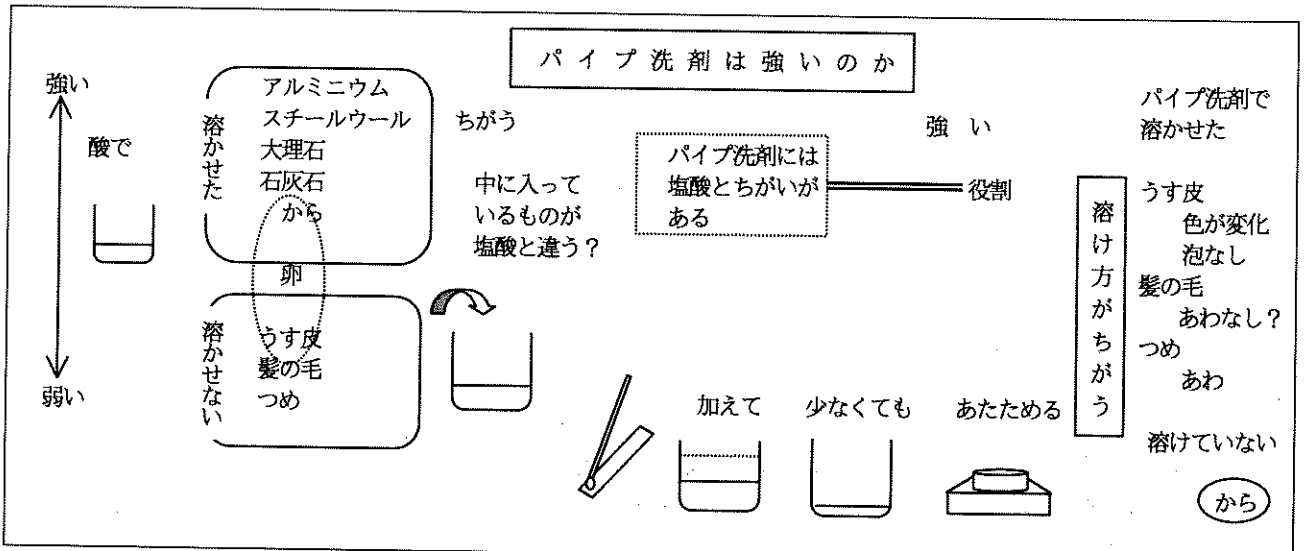 パイプ洗剤は強いのか
強い
弱い
酸で
溶かせた
アルミニウム
スチールウール
大理石
石灰石
から
卵
溶かせない
うす皮
髪の毛
つめ
ちがう
中に入って
いるものが
塩酸と違う？
パイプ洗剤には
塩酸とちがいが
ある
強い
役割
加えて
少なくても
あたためる
溶け方がちがう
パイプ洗剤で
溶かせた
うす皮
色が変化
泡なし
髪の毛
あわなし？
つめ
あわ
溶けていない
から